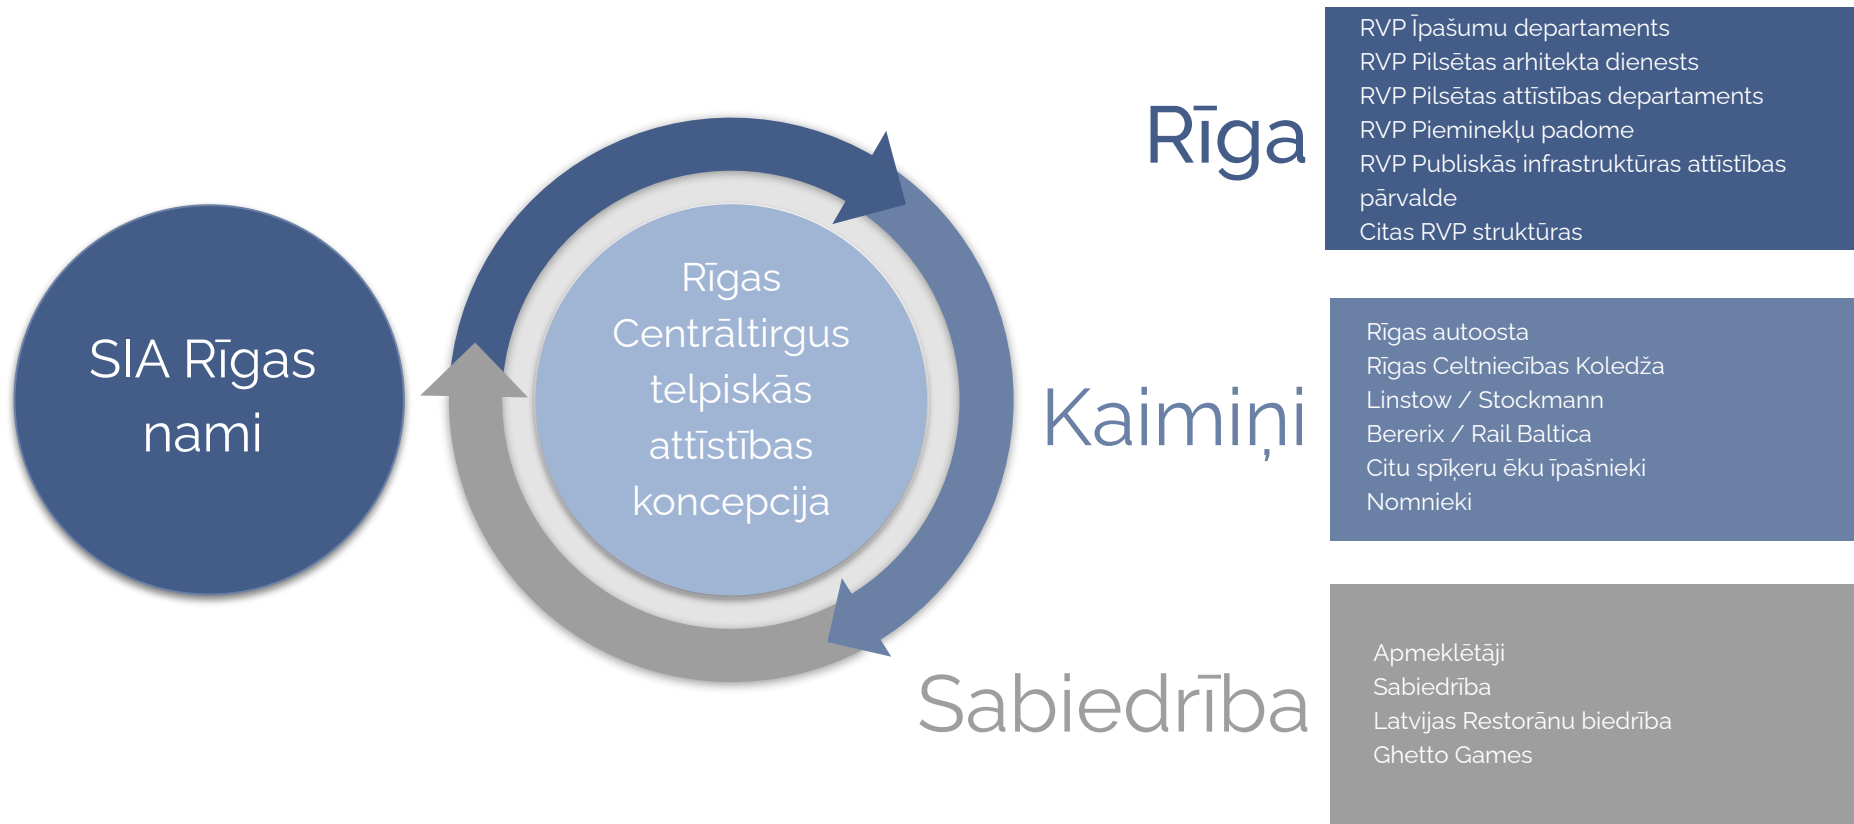 SIA Rīgas
nami
Rīgas
Centrāltirgus
telpiskās
attīstības
koncepcija
Rīga
RVP Īpašumu departaments
RVP Pilsētas arhitekta dienests
RVP Pilsētas attīstības departaments
RVP Pieminekļu padome
RVP Publiskās infrastruktūras attīstības
pārvalde
Citas RVP struktūras
Kaimiņi
Rīgas autoosta
Rīgas Celtniecības Koledža
Linstow / Stockmann
Bererix / Rail Baltica
Citu spīķeru ēku īpašnieki
Nomnieki
Sabiedrība
Apmeklētāji
Sabiedrība
Latvijas Restorānu biedrība
Ghetto Games